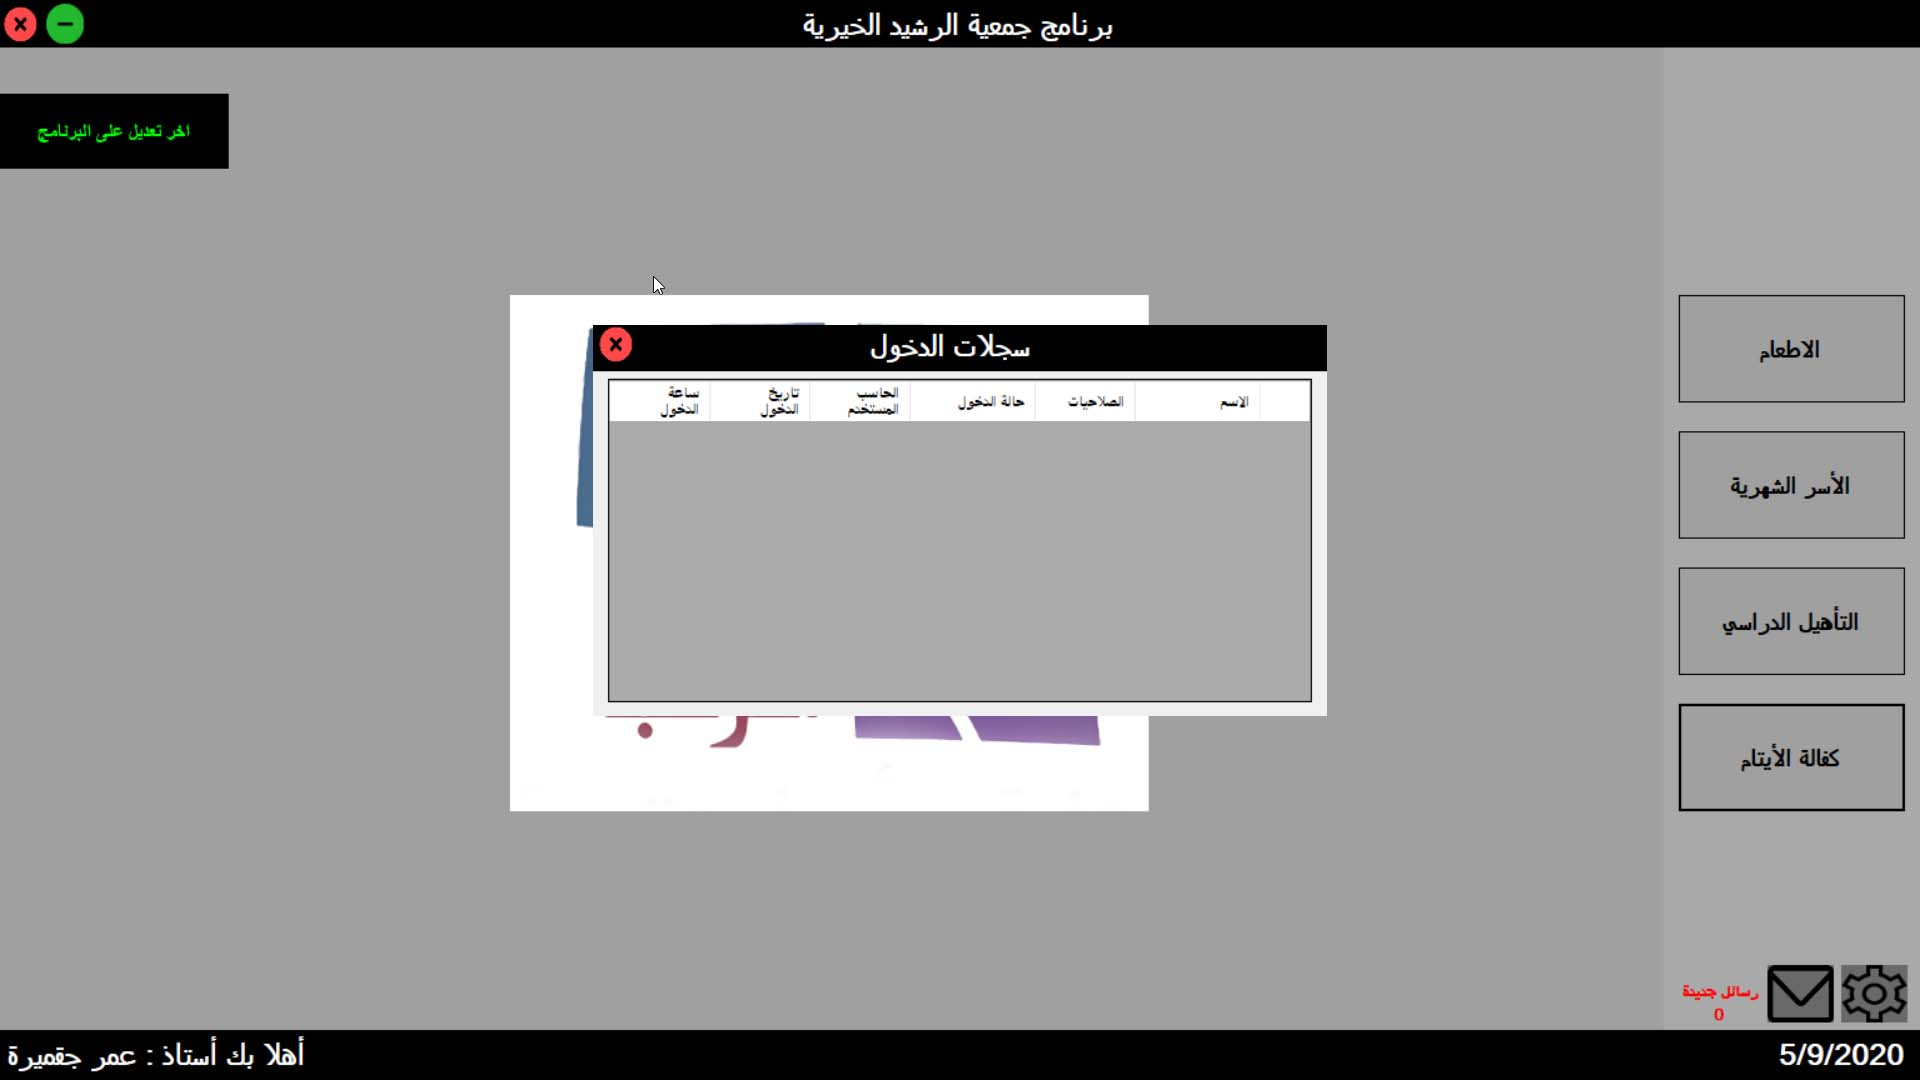 برنامج جمعية الرشيد الخيرية
اخر تعديل على البرنامج
سجلات الدخول
الاسم
الصلاحيات
حالة الدخول
الحاسب
المستخدم
تاريخ
الدخول
ساعة
الدخول
الاطعام
الأسر الشهرية
التأهيل الدراسي
كفالة الأيتام
رسائل جديدة
0
5/9/2020
أهلا بك أستاذ : عمر جقميرة